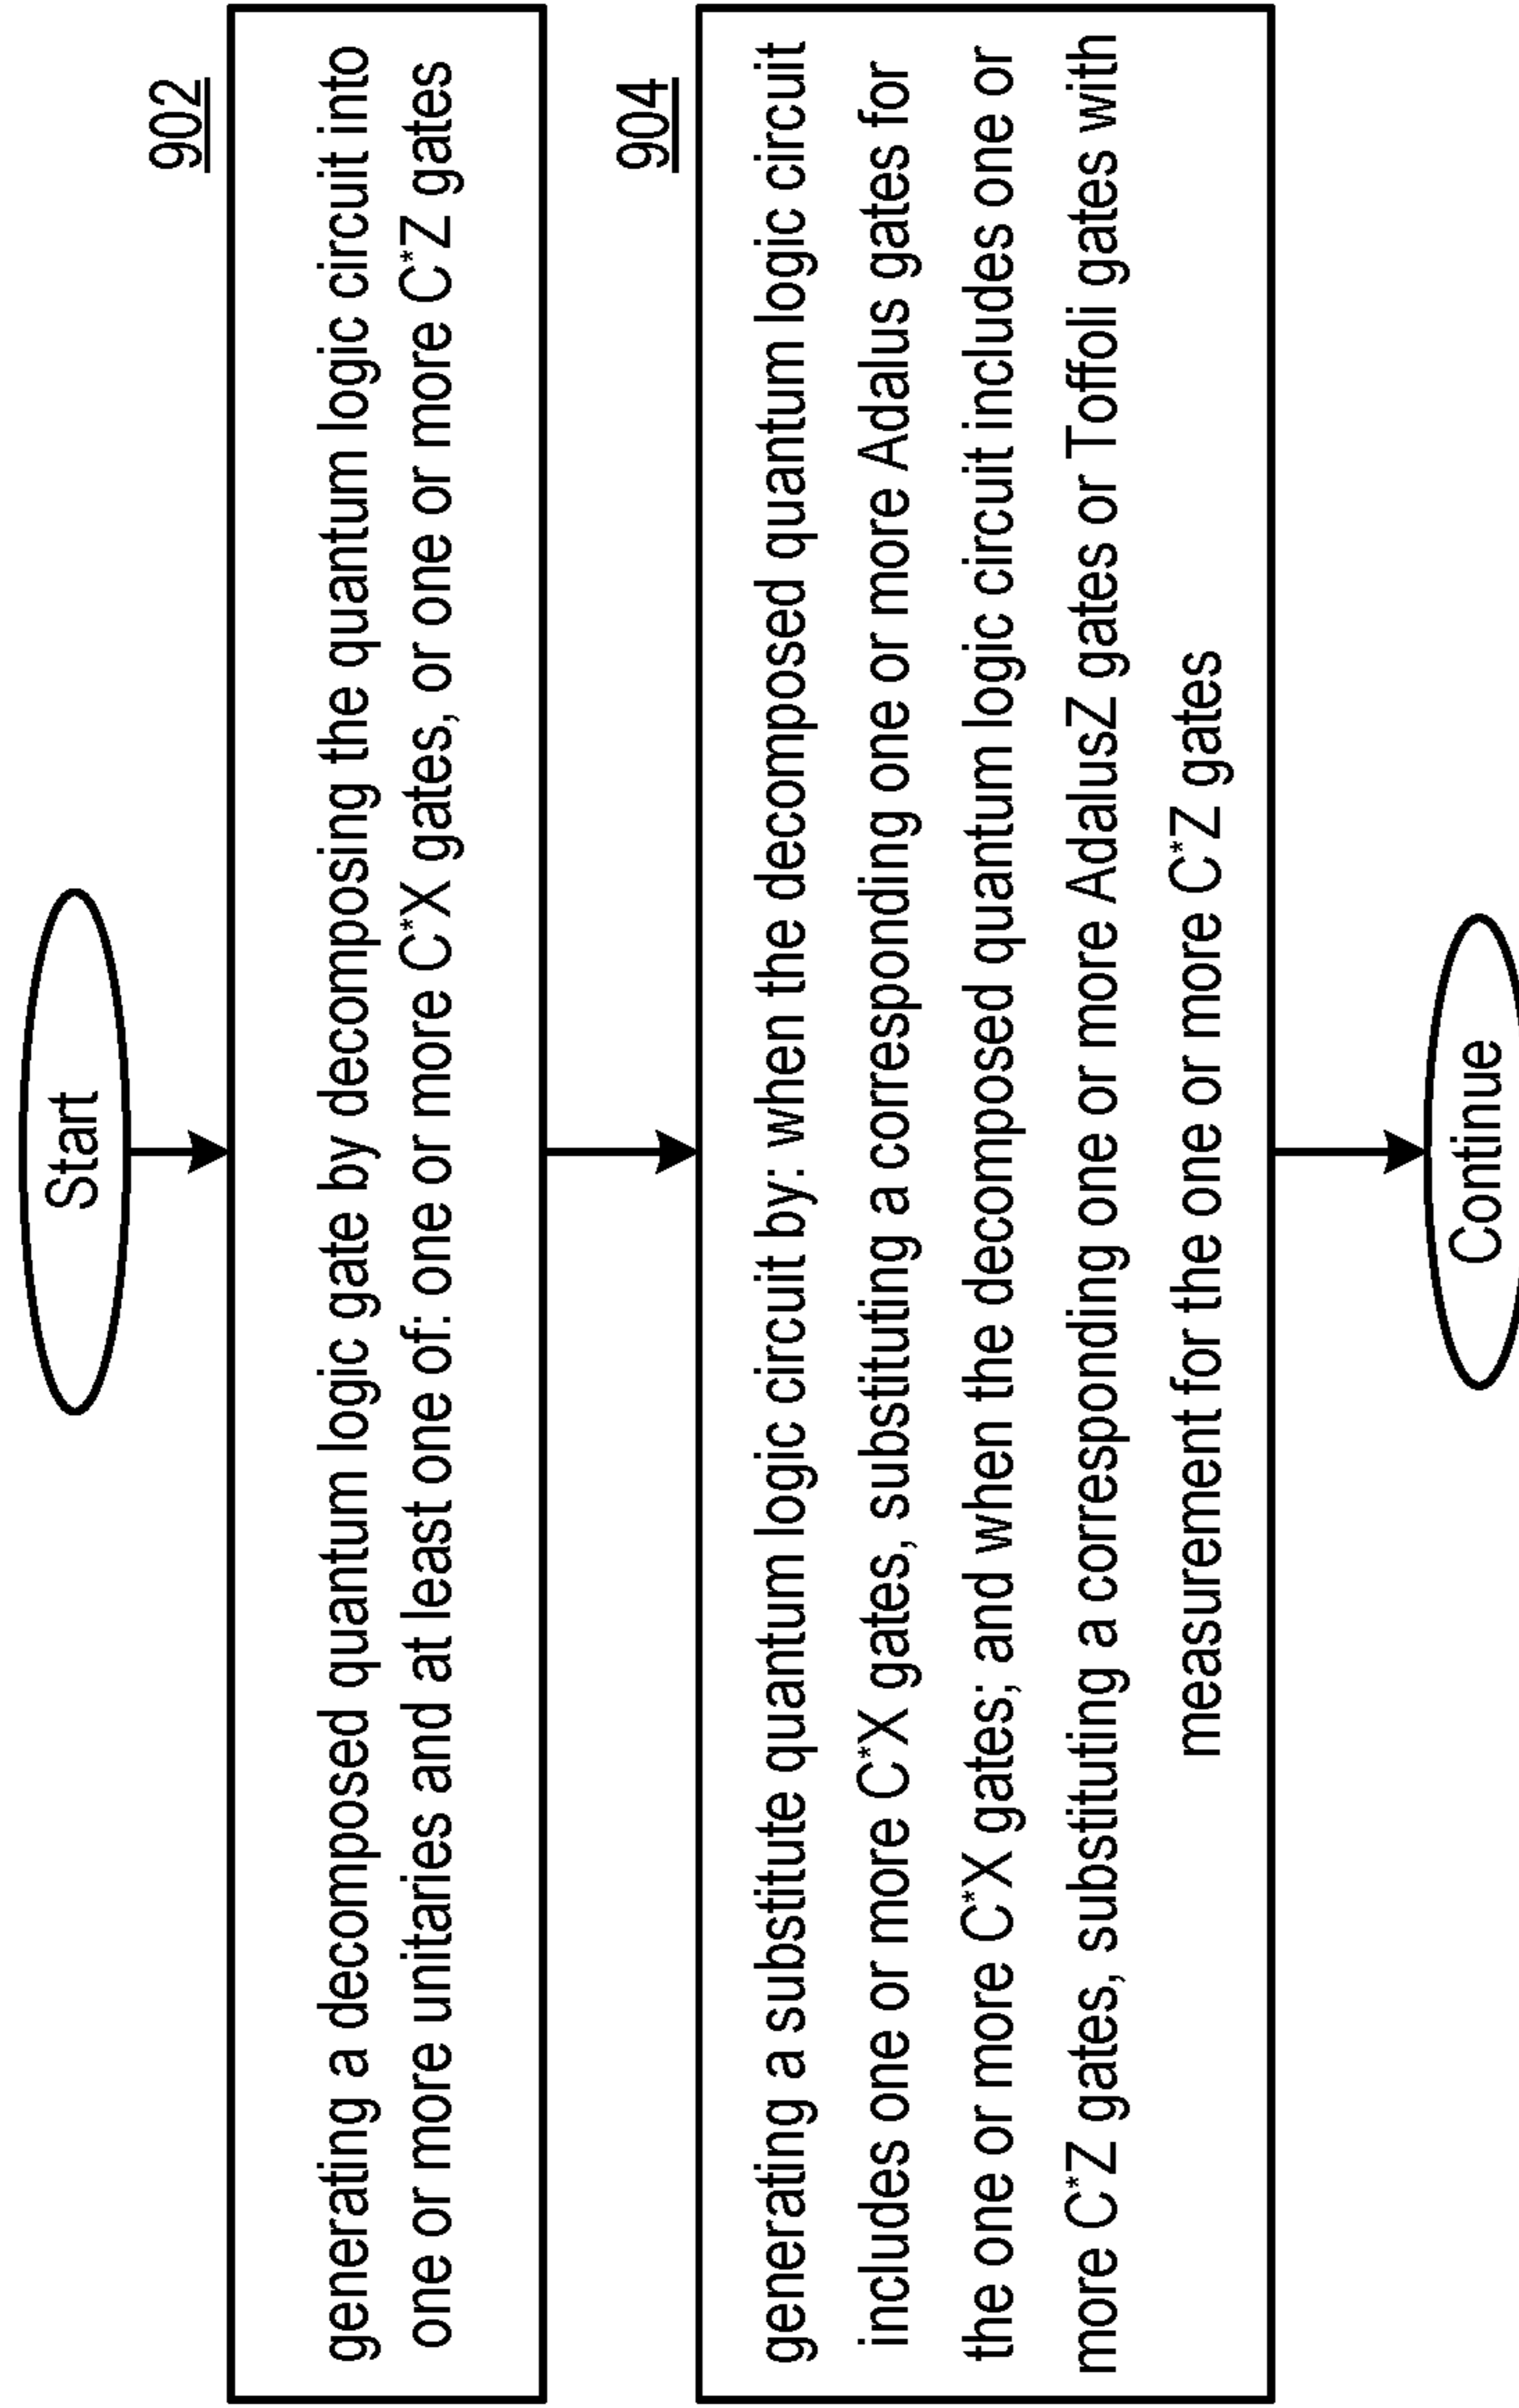 Start
902
generating a decomposed quantum logic gate by decomposing the quantum logic circuit into
one or more unitaries and at least one of: one or more C*X gates, or one or more C*Z gates
904
generating a substitute quantum logic circuit by: when the decomposed quantum logic circuit
includes one or more C*X gates, substituting a corresponding one or more Adalus gates for
the one or more C*X gates; and when the decomposed quantum logic circuit includes one or
more C*Z gates, substituting a corresponding one or more AdalusZ gates or Toffoli gates with
measurement for the one or more C*Z gates
Continue